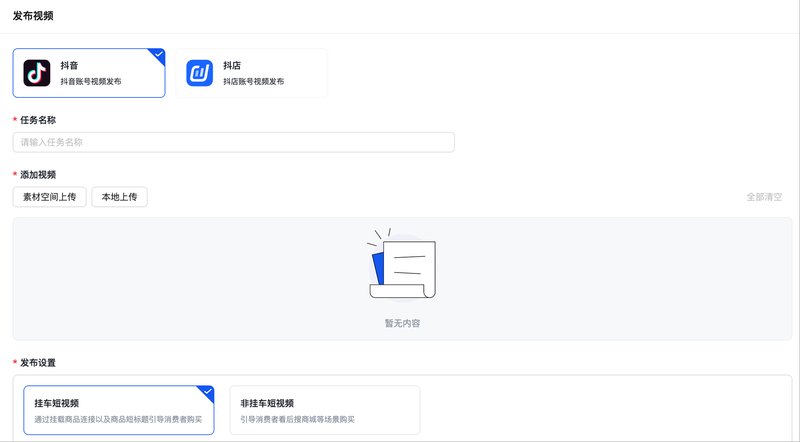 发布视频
抖音
抖音账号视频发布
抖店
抖店账号视频发布
* 任务名称
请输入任务名称
* 添加视频
素材空间上传
本地上传
全部清空
暂无内容
* 发布设置
挂车短视频
通过挂载商品连接以及商品短标题引导消费者购买
非挂车短视频
引导消费者看后搜商城等场景购买